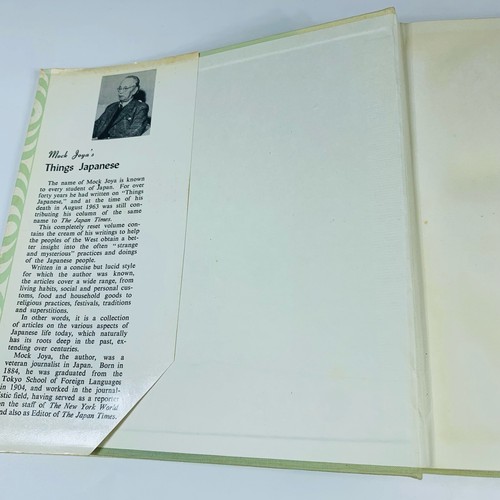 Mock Joya's
Things Japanese
The name of Mock Joya is known
to every student of Japan. For over
forty years he had written on "Things
Japanese," and at the time of his
death in August 1963 was still con-
tributing his column of the same
name to The Japan Times.
This completely reset volume con-
tains the cream of his writings to help
the peoples of the West obtain a bet-
ter insight into the often "strange
and mysterious" practices and doings
of the Japanese people.
Written in a concise but lucid style
for which the author was known,
the articles cover a wide range, from
living habits, social and personal cus-
toms, food and household goods to
religious practices, festivals, traditions
and superstitions.
In other words, it is a collection
of articles on the various aspects of
Japanese life today, which naturally
has its roots deep in the past, ex-
tending over centuries.
Mock Joya, the author, was a
veteran journalist in Japan. Born in
1884, he was graduated from the
Tokyo School of Foreign Languages
in 1904, and worked in the journal-
istic field, having served as a reporter
on the staff of The New York World
and also as Editor of The Japan Times.